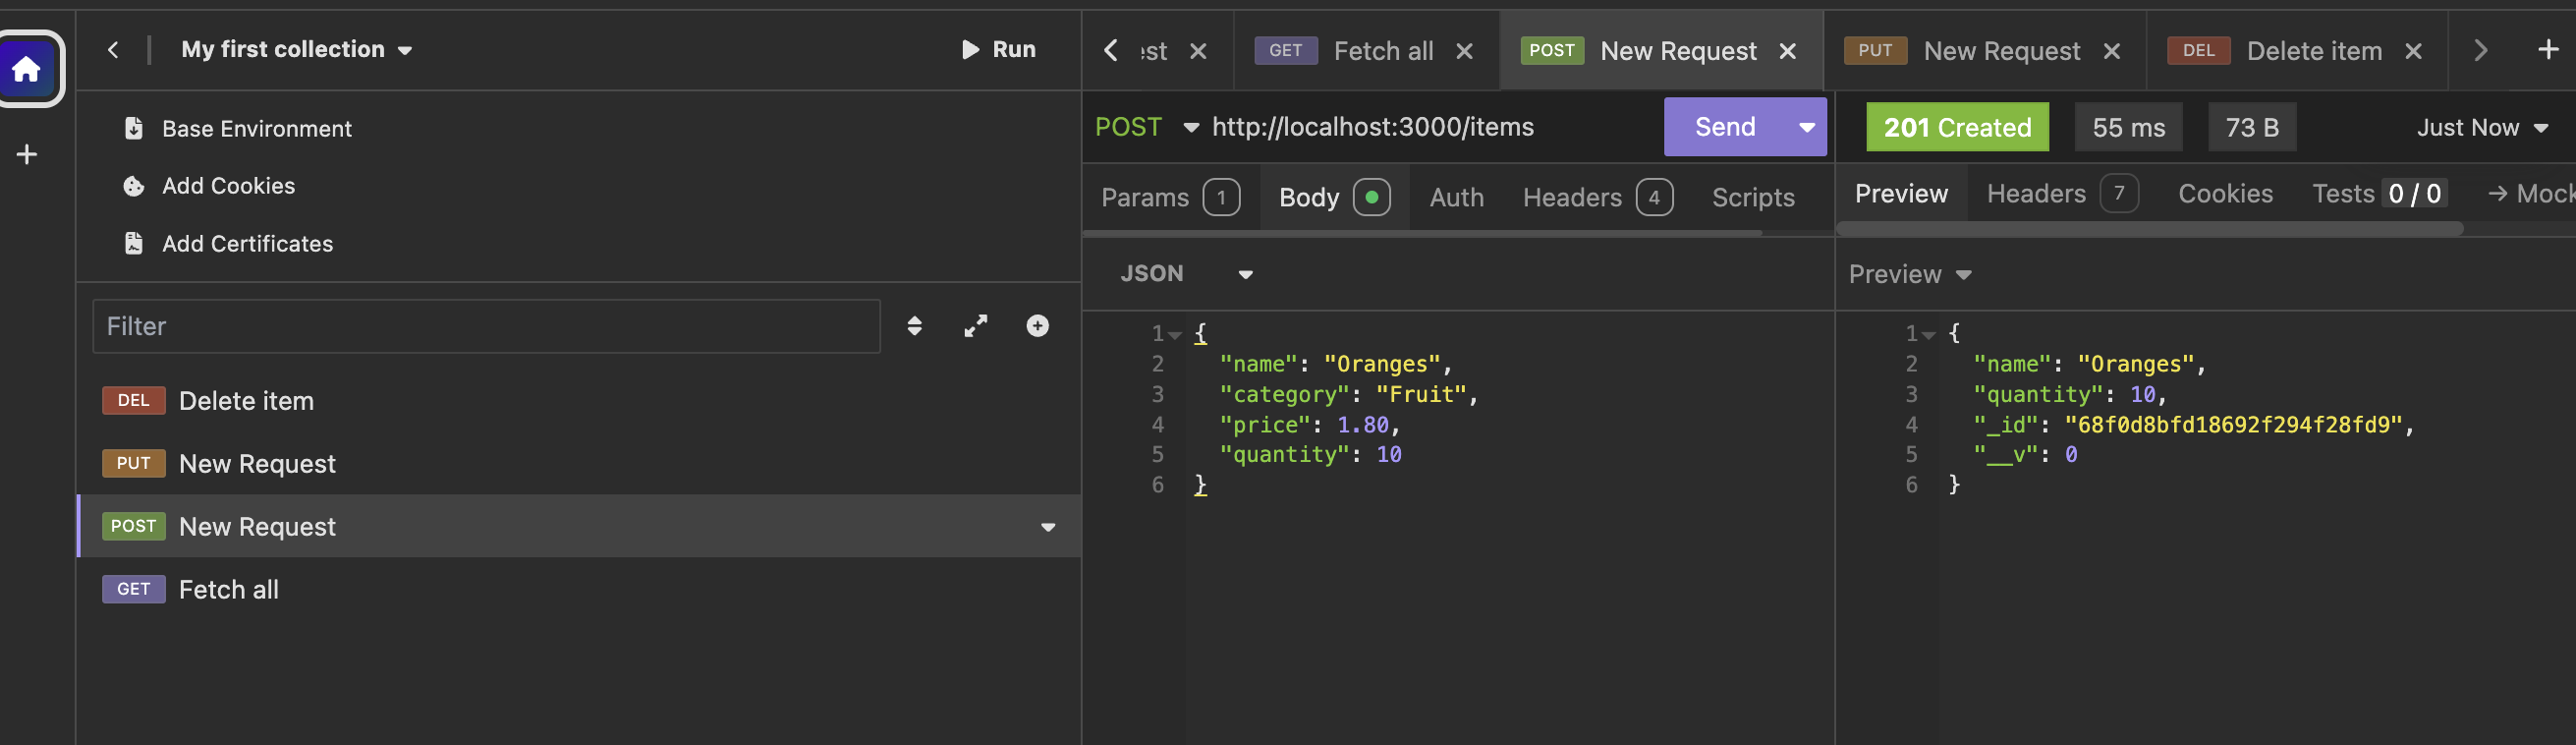 My first collection
Run
Base Environment
Add Cookies
Add Certificates
Filter
DEL Delete item
PUT New Request
POST New Request
GET Fetch all
GET Fetch all
POST New Request
PUT New Request
DEL Delete item
POST http://localhost:3000/items
Send
201 Created 55 ms 73 B Just Now
Params 1 Body Auth Headers 4 Scripts
Preview Headers 7 Cookies Tests 0 / 0
JSON
1 {
2 "name": "Oranges",
3 "category": "Fruit",
4 "price": 1.80,
5 "quantity": 10
6 }
Preview
1 {
2 "name": "Oranges",
3 "quantity": 10,
4 "_id": "68f0d8bfd18692f294f28fd9",
5 "__v": 0
6 }